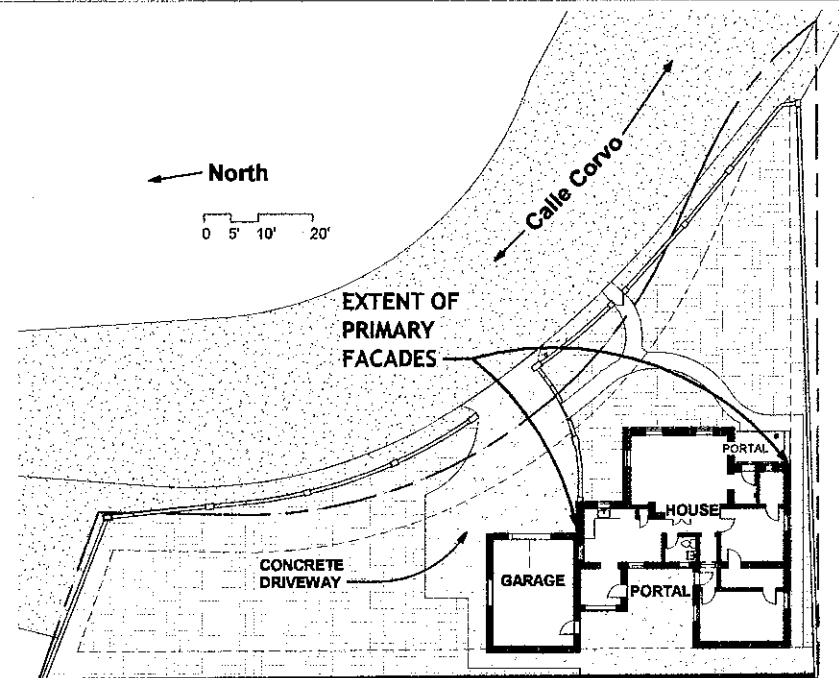 North
0 5' 10' 20'
Calle Corvo
EXTENT OF
PRIMARY
FACADES
PORTAL
HOUSE
CONCRETE
DRIVEWAY
GARAGE
PORTAL